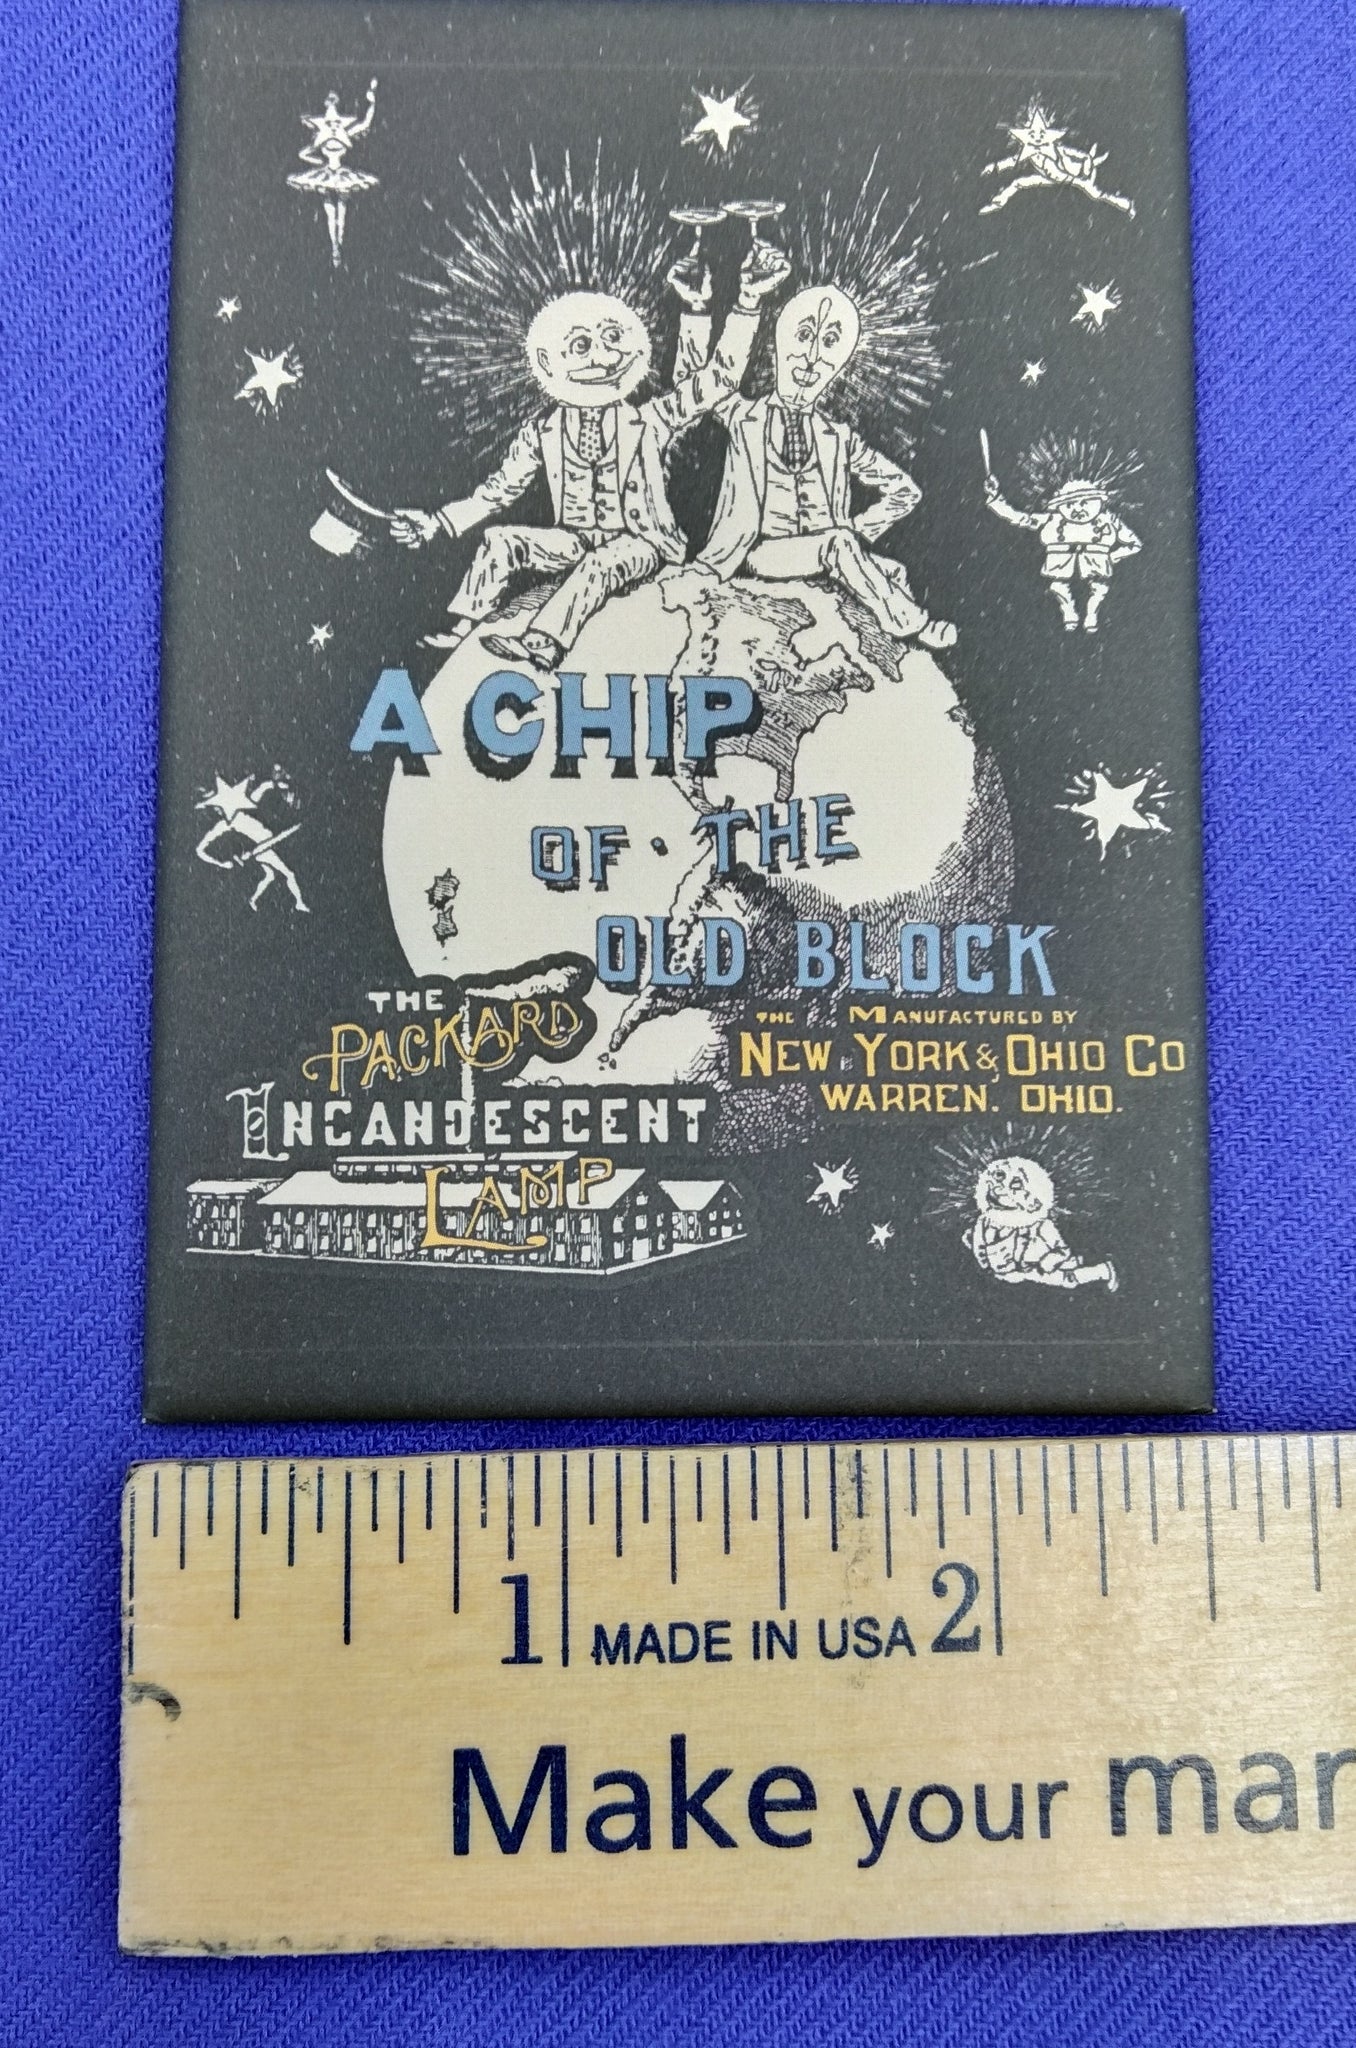 A CHIP
OF · THE
OLD BLOCK
THE
PACKARD
INCANDESCENT
LAMP
THE MANUFACTURED BY
NEW YORK & OHIO CO
WARREN. OHIO.
1 MADE IN USA 2
Make your mar